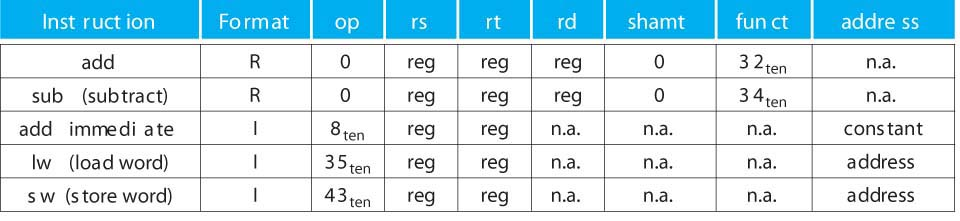 Instruction Format op rs rt rd shamt funct address
add R 0 reg reg reg 0 32ten n.a.
sub (subtract) R 0 reg reg reg 0 34ten n.a.
add immediate I 8ten reg reg n.a. n.a. n.a. constant
lw (load word) I 35ten reg reg n.a. n.a. n.a. address
sw (store word) I 43ten reg reg n.a. n.a. n.a. address